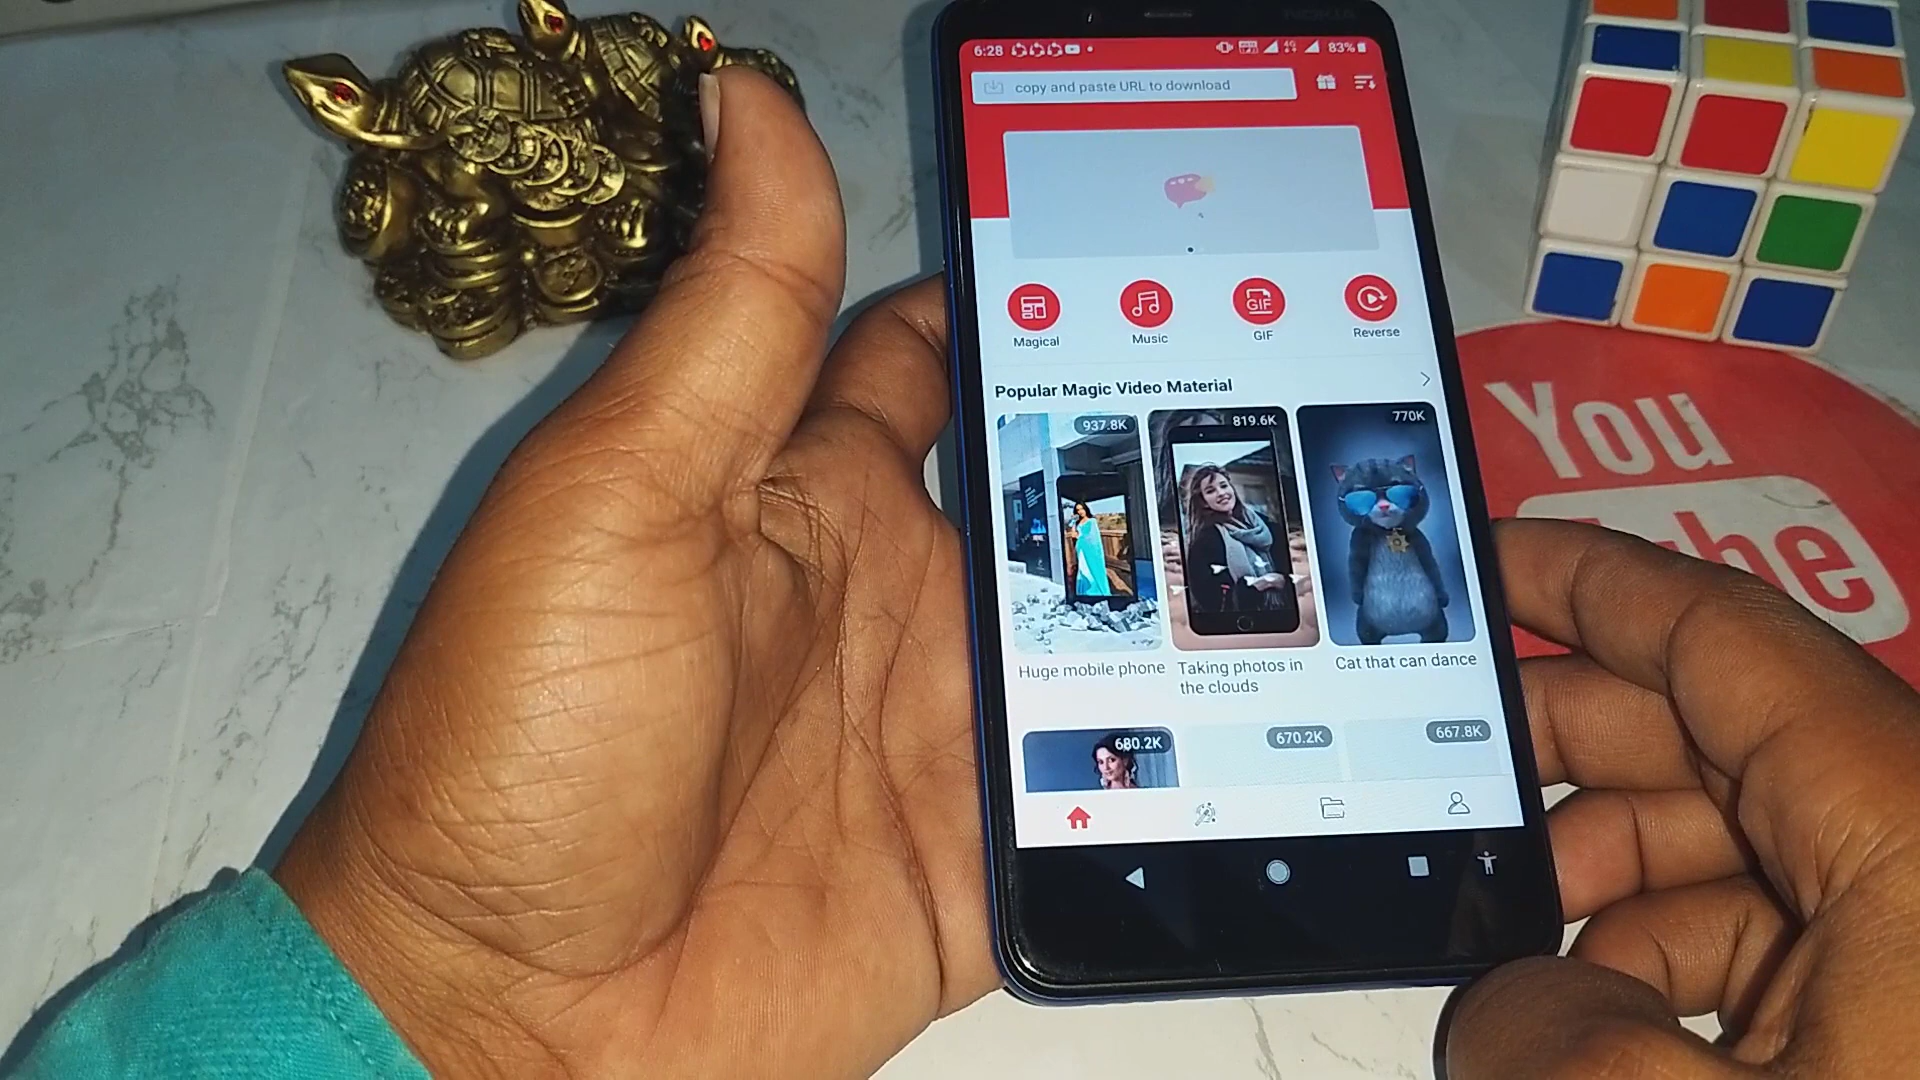 6:28
4G
83%
copy and paste URL to download
Magical
Music
GIF
GIF
Reverse
Popular Magic Video Material
937.8K
819.6K
770K
Huge mobile phone
Taking photos in
the clouds
Cat that can dance
680.2K
670.2K
667.8K
You